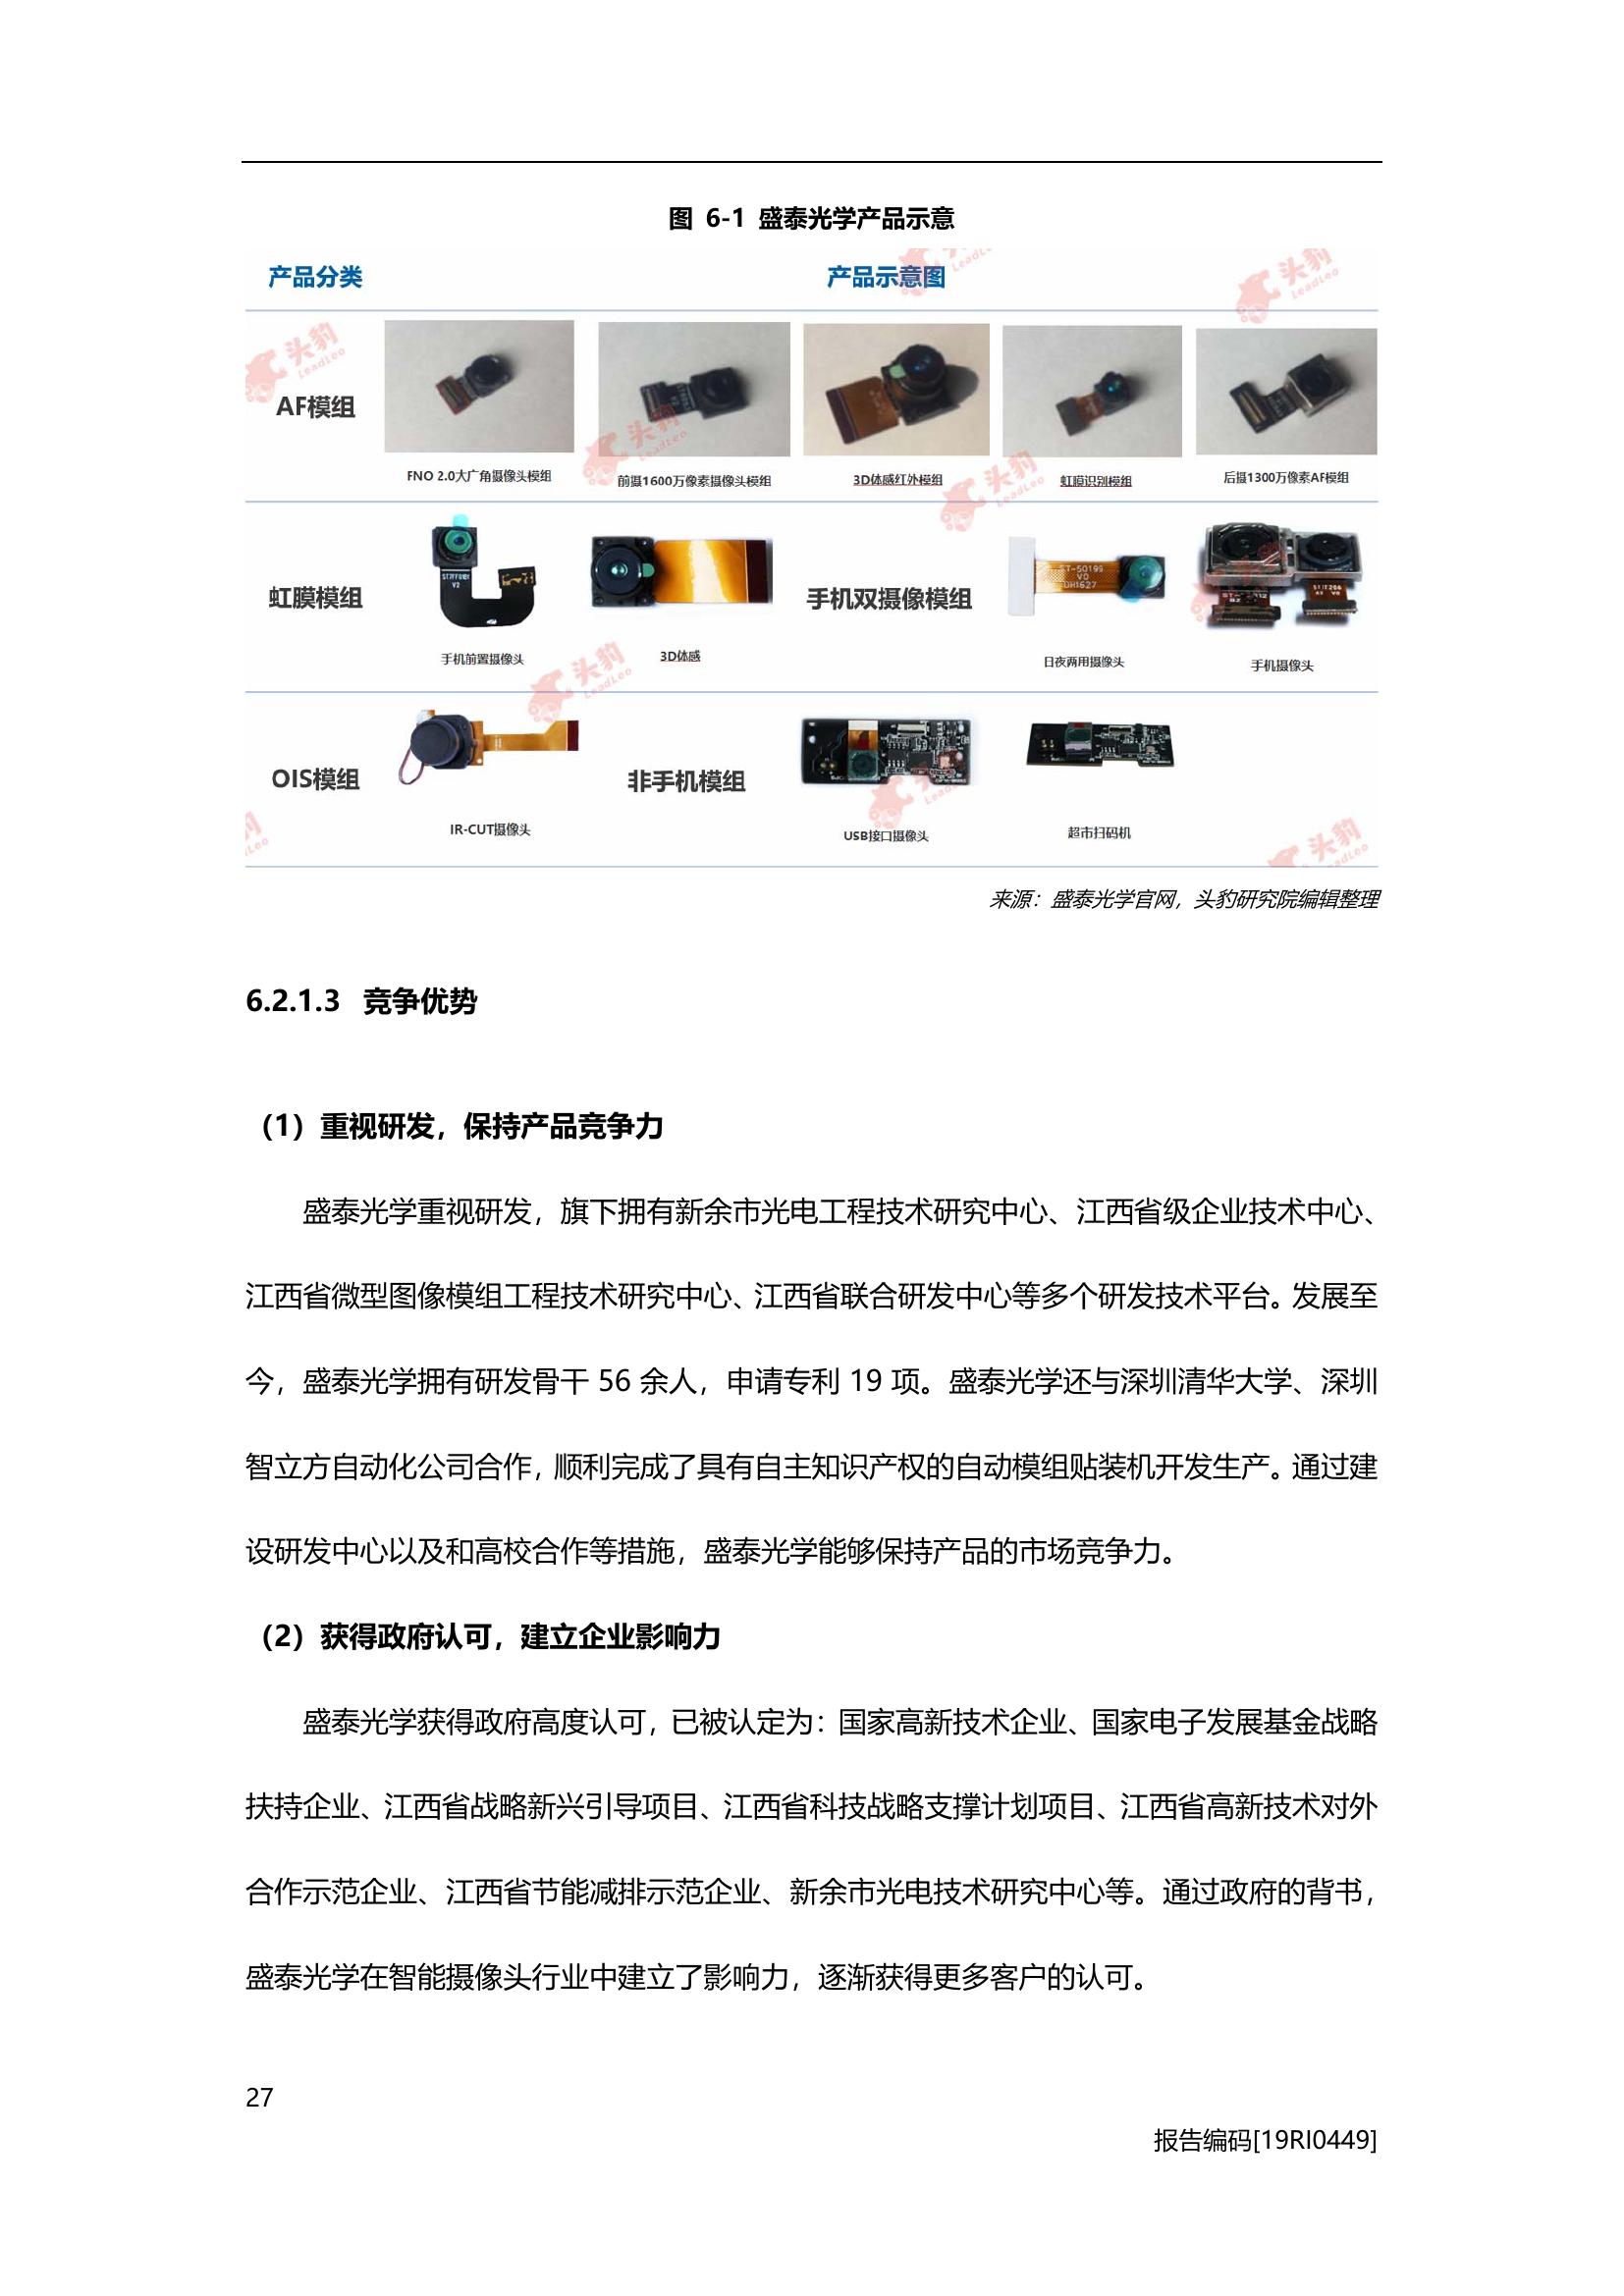 图 6-1 盛泰光学产品示意
产品分类
产品示意图
AF模组
FNO 2.0大广角摄像头模组
前摄1600万像素摄像头模组
3D体感红外模组
虹膜识别模组
后摄1300万像素AF模组
虹膜模组
手机前置摄像头
3D体感
手机双摄像模组
日夜两用摄像头
手机摄像头
OIS模组
IR-CUT摄像头
非手机模组
USB接口摄像头
超市扫码机
头豹
LeadLeo
来源：盛泰光学官网，头豹研究院编辑整理
6.2.1.3 竞争优势
（1）重视研发，保持产品竞争力
盛泰光学重视研发，旗下拥有新余市光电工程技术研究中心、江西省级企业技术中心、
江西省微型图像模组工程技术研究中心、江西省联合研发中心等多个研发技术平台。发展至
今，盛泰光学拥有研发骨干 56 余人，申请专利 19 项。盛泰光学还与深圳清华大学、深圳
智立方自动化公司合作，顺利完成了具有自主知识产权的自动模组贴装机开发生产。通过建
设研发中心以及和高校合作等措施，盛泰光学能够保持产品的市场竞争力。
（2）获得政府认可，建立企业影响力
盛泰光学获得政府高度认可，已被认定为：国家高新技术企业、国家电子发展基金战略
扶持企业、江西省战略新兴引导项目、江西省科技战略支撑计划项目、江西省高新技术对外
合作示范企业、江西省节能减排示范企业、新余市光电技术研究中心等。通过政府的背书，
盛泰光学在智能摄像头行业中建立了影响力，逐渐获得更多客户的认可。
27
报告编码[19RI0449]